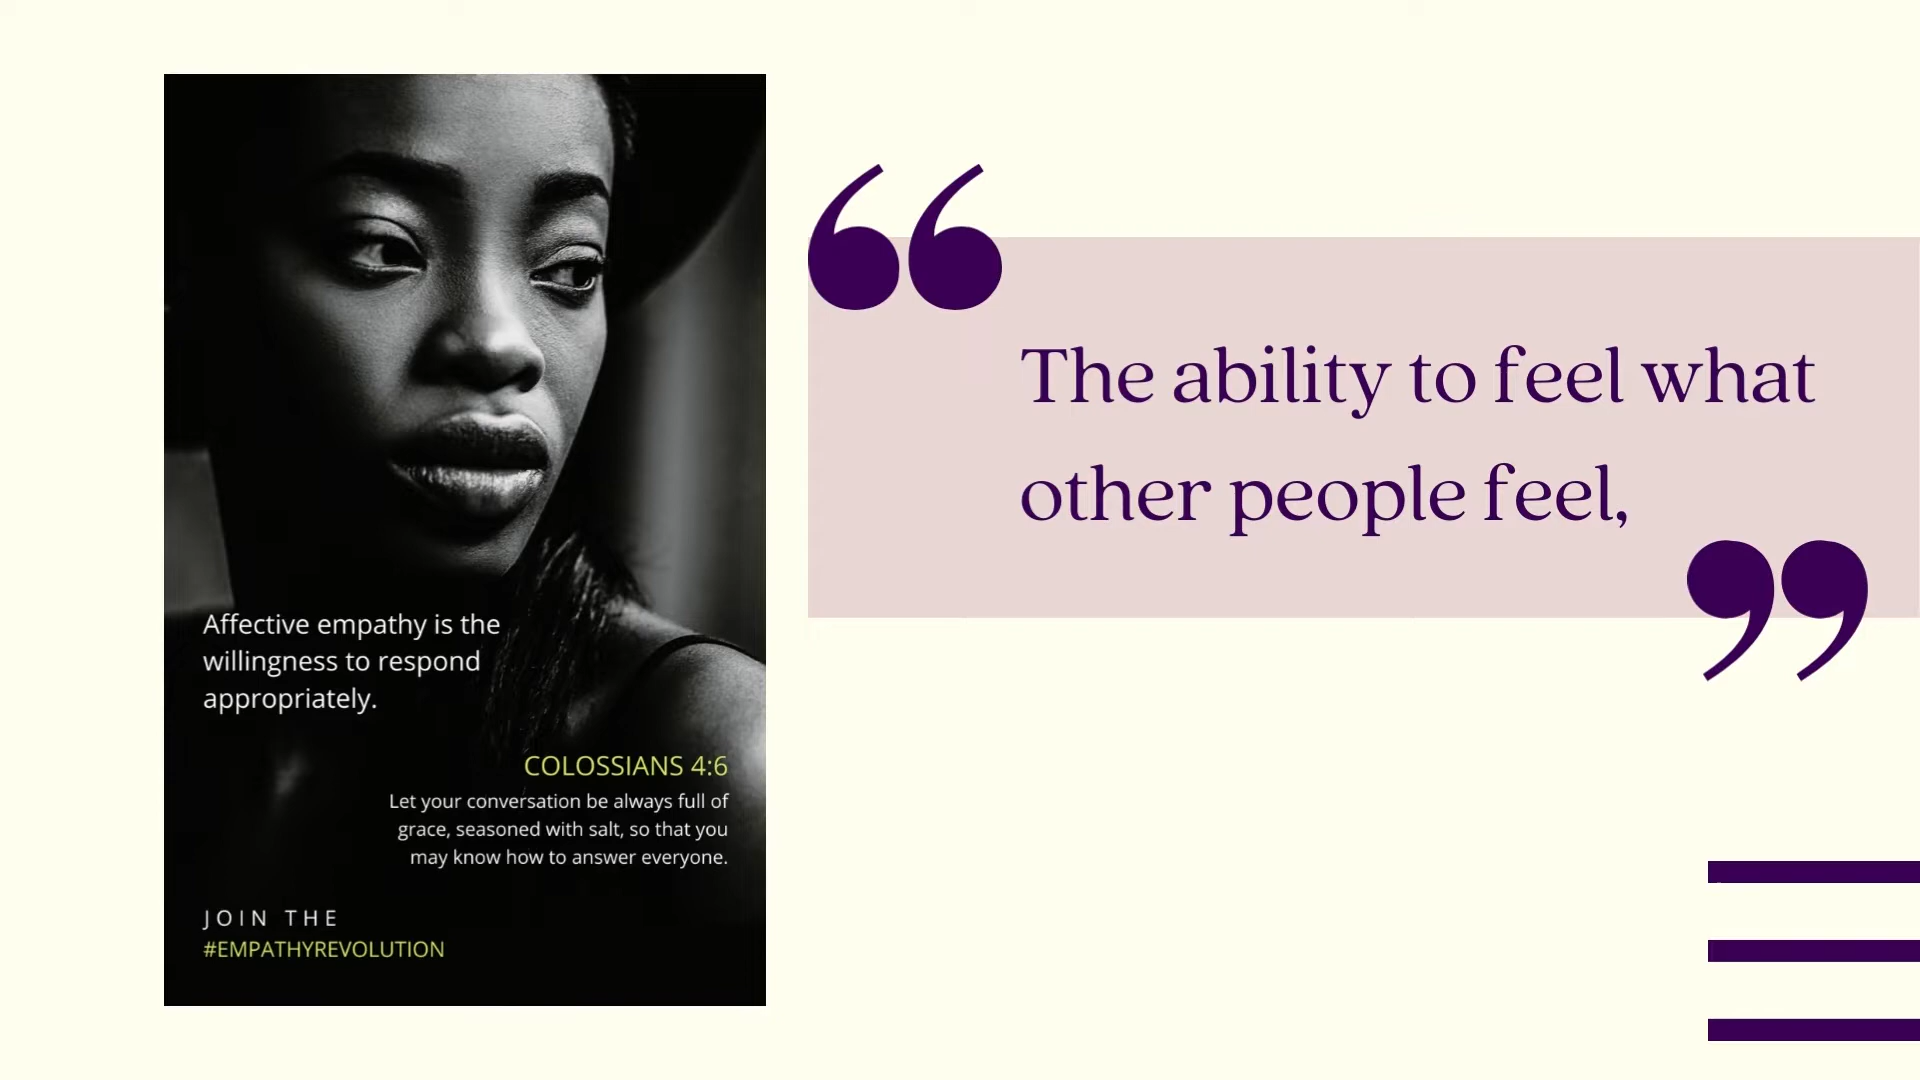 Affective empathy is the
willingness to respond
appropriately.
COLOSSIANS 4:6
Let your conversation be always full of
grace, seasoned with salt, so that you
may know how to answer everyone.
JOIN THE
#EMPATHYREVOLUTION
“
The ability to feel what
other people feel,
”